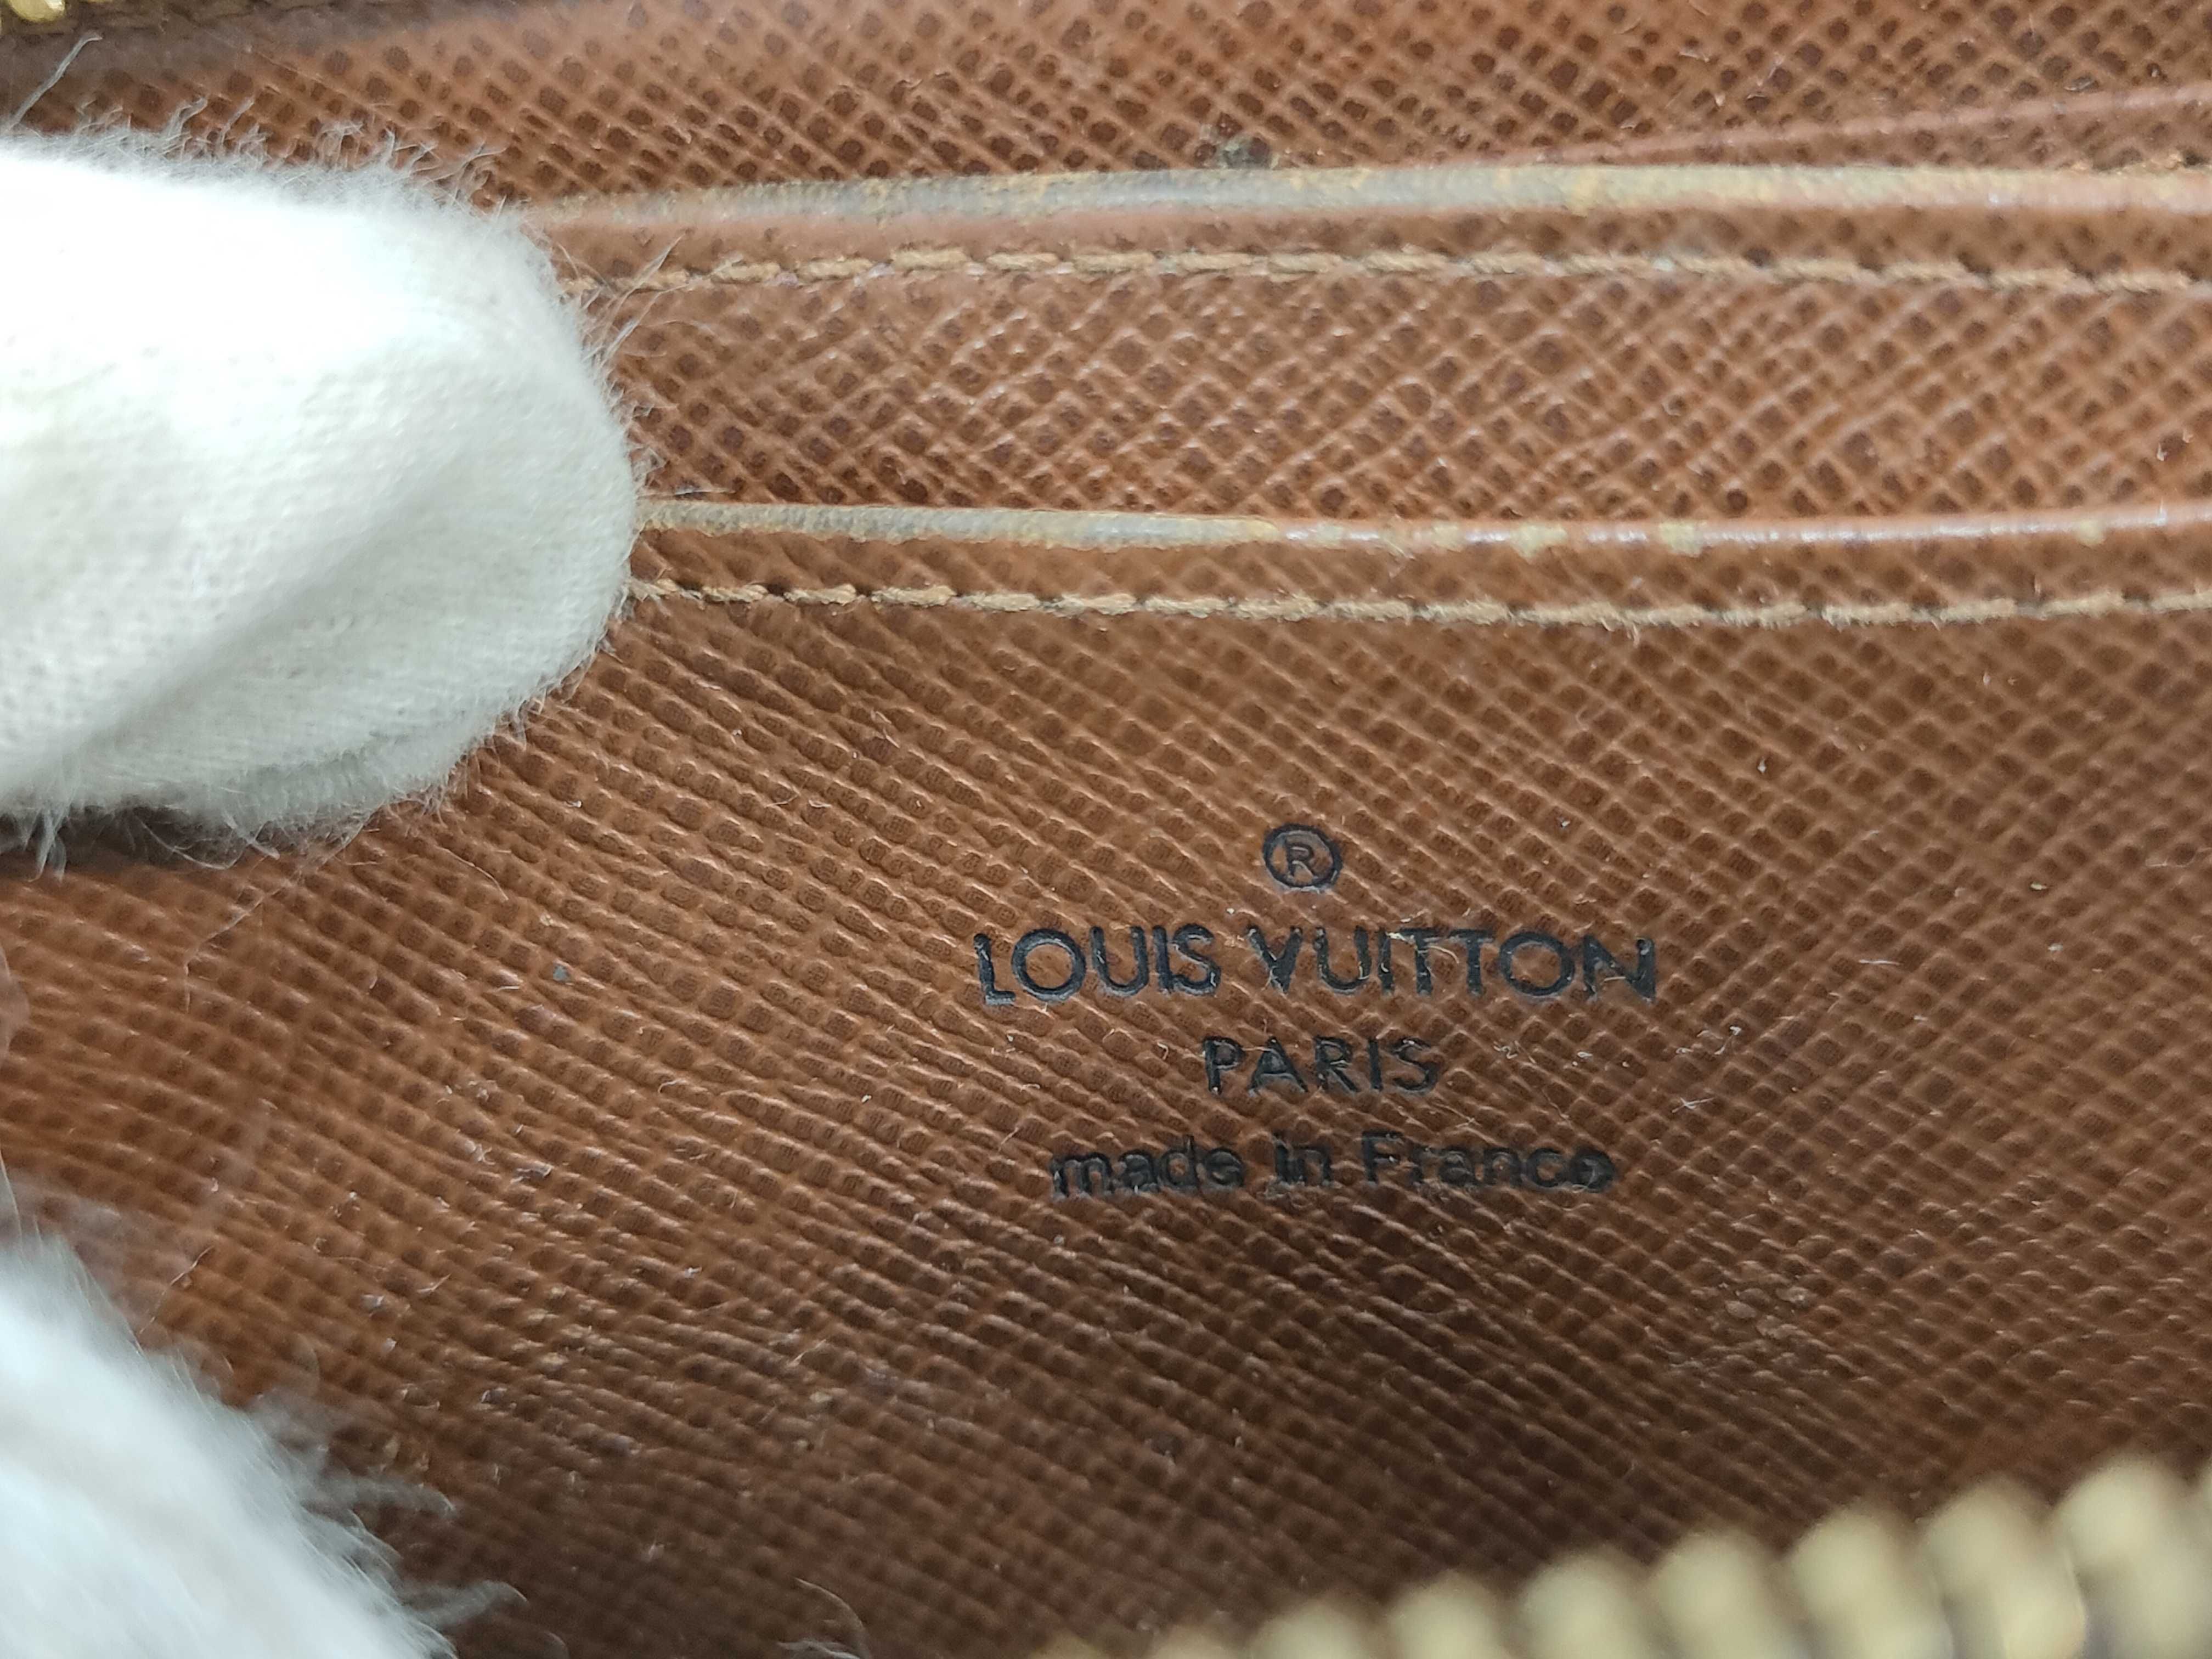 ®
LOUIS VUITTON
PARIS
made in France